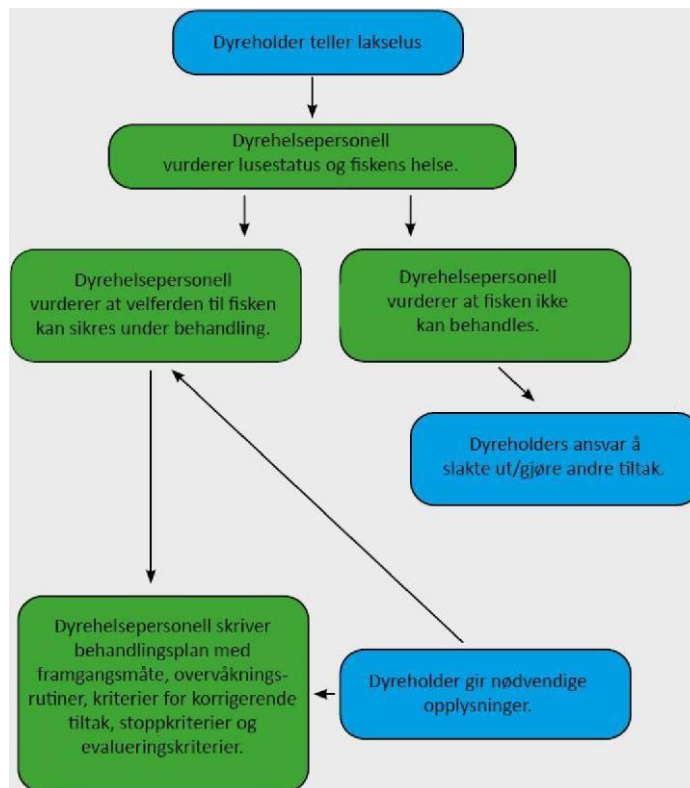 Dyreholder teller lakselus
Dyrehelsepersonell
vurderer lusestatus og fiskens helse.
Dyrehelsepersonell
vurderer at velferden til fisken
kan sikres under behandling.
Dyrehelsepersonell
vurderer at fisken ikke
kan behandles.
Dyreholders ansvar å
slakte ut/gjøre andre tiltak.
Dyrehelsepersonell skriver
behandlingsplan med
framgangsmåte, overvåknings-
rutiner, kriterier for korrigerende
tiltak, stoppkriterier og
evalueringskriterier.
Dyreholder gir nødvendige
opplysninger.